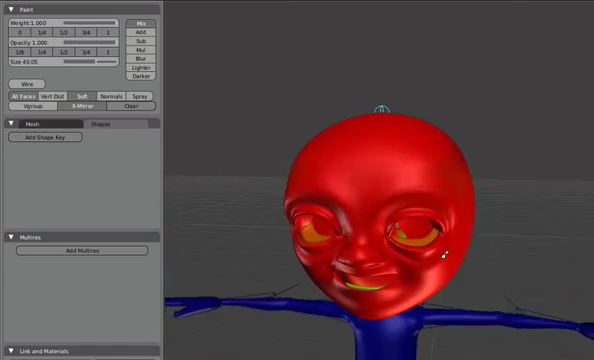 Paint
Weight:1.000
Mix
0 1/4 1/2 3/4 1
Add
Opacity 1.000
Sub
1/8 1/4 1/2 3/4 1
Mul
Size 40.05
Blur
Lighter
Darker
Wire
All Faces Vert Dist Soft Normals Spray
Vgroup X-Mirror Clear
Mesh Shapes
Add Shape Key
Multires
Add Multires
Link and Materials